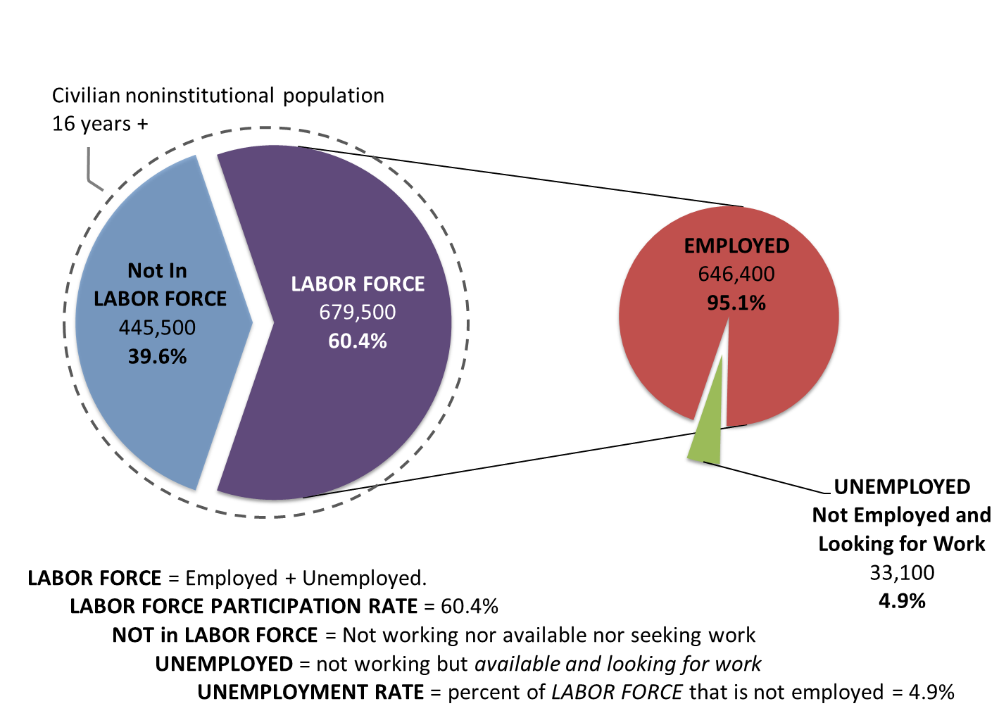 Civilian noninstitutional population
16 years +
Not In
LABOR FORCE
445,500
39.6%
LABOR FORCE
679,500
60.4%
EMPLOYED
646,400
95.1%
UNEMPLOYED
Not Employed and
Looking for Work
33,100
4.9%
LABOR FORCE = Employed + Unemployed.
LABOR FORCE PARTICIPATION RATE = 60.4%
NOT in LABOR FORCE = Not working nor available nor seeking work
UNEMPLOYED = not working but available and looking for work
UNEMPLOYMENT RATE = percent of LABOR FORCE that is not employed = 4.9%